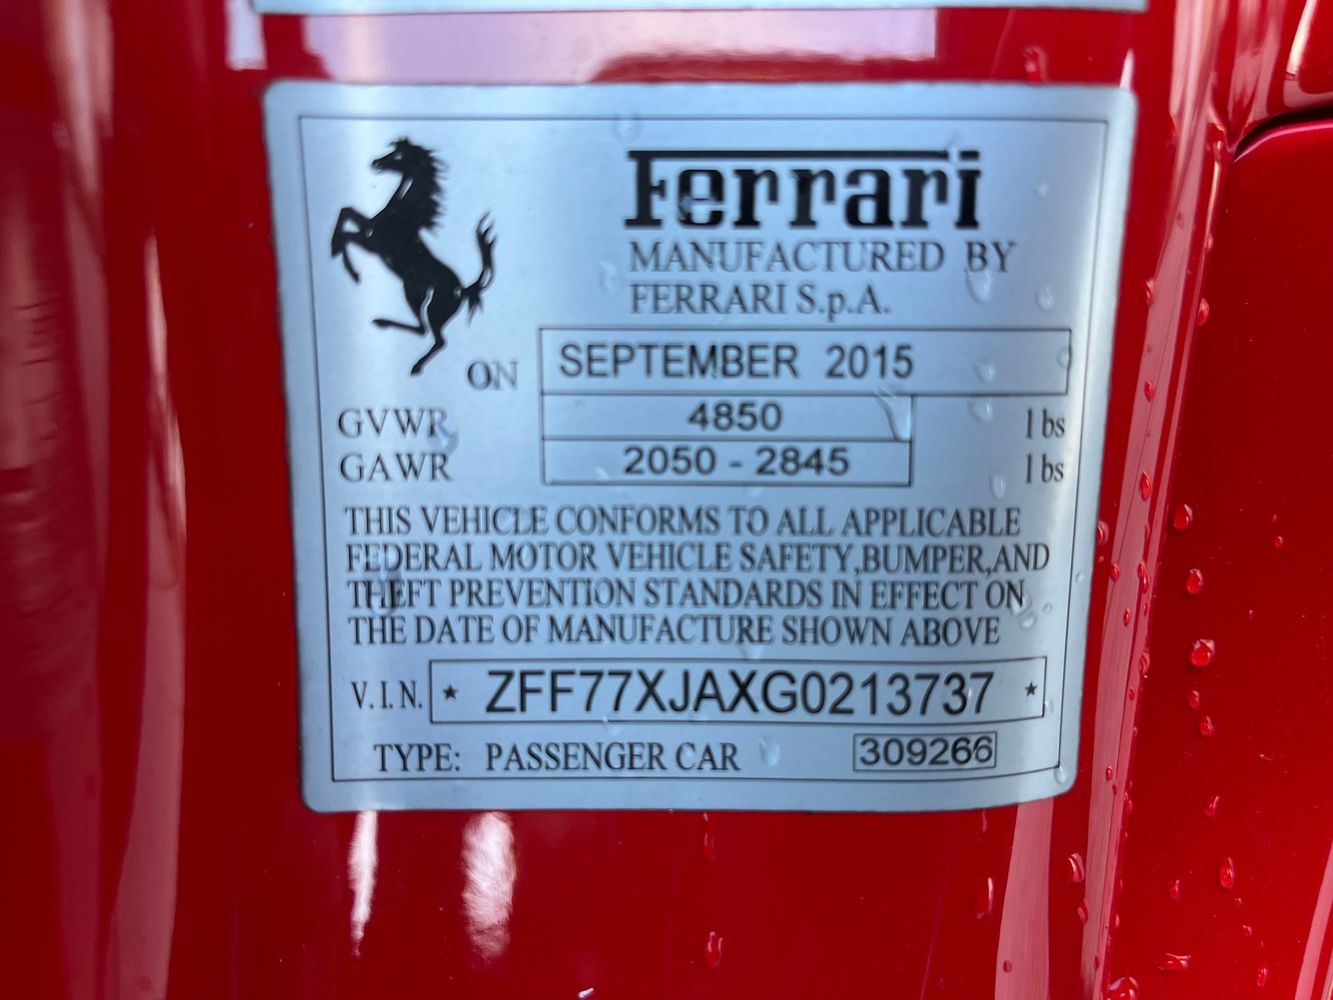 Ferrari
MANUFACTURED BY
FERRARI S.p.A.
ON SEPTEMBER 2015
GVWR 4850 lbs
GAWR 2050 - 2845 lbs
THIS VEHICLE CONFORMS TO ALL APPLICABLE
FEDERAL MOTOR VEHICLE SAFETY,BUMPER,AND
THEFT PREVENTION STANDARDS IN EFFECT ON
THE DATE OF MANUFACTURE SHOWN ABOVE
V.I.N. ★ ZFF77XJAXG0213737 ★
TYPE: PASSENGER CAR 309266